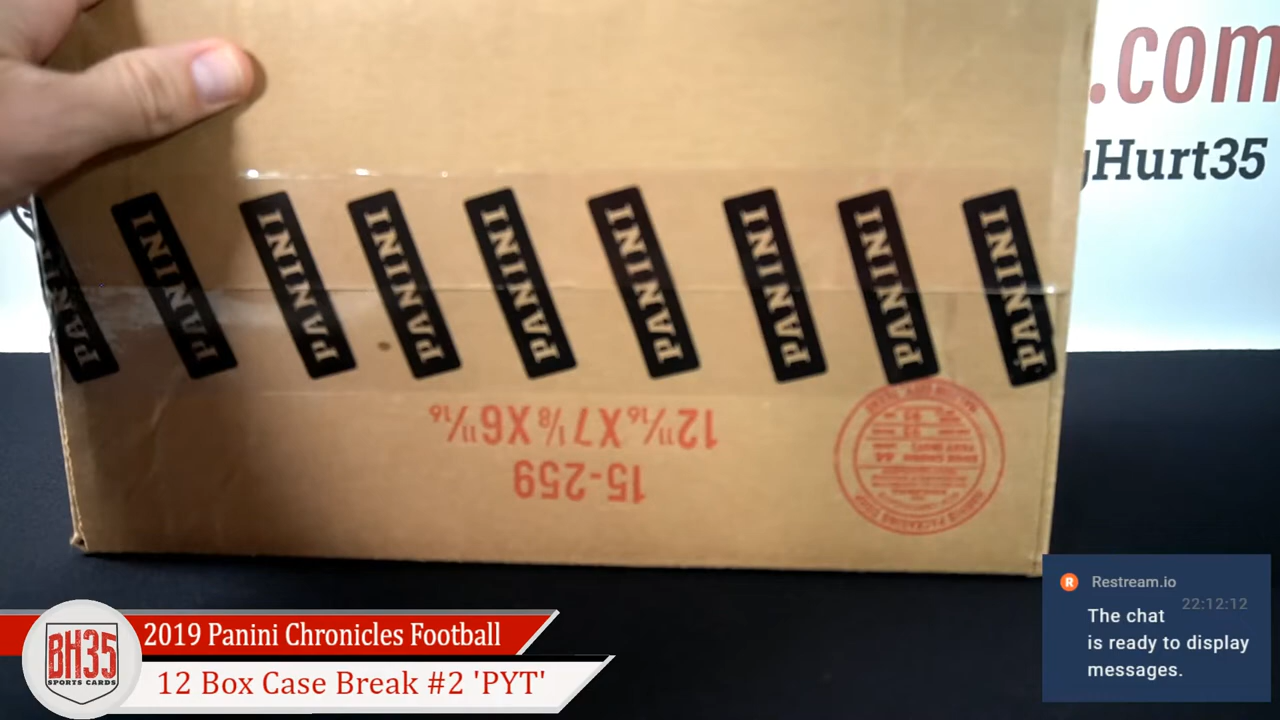 .com
gHurt35
PANINI
PANINI
PANINI
PANINI
PANINI
PANINI
PANINI
PANINI
PANINI
12 11/16 X 7 1/8 X 6 11/16
15-259
R
Restream.io
22:12:12
The chat
is ready to display
messages.
BH35
SPORTS CARDS
2019 Panini Chronicles Football
12 Box Case Break #2 'PYT'